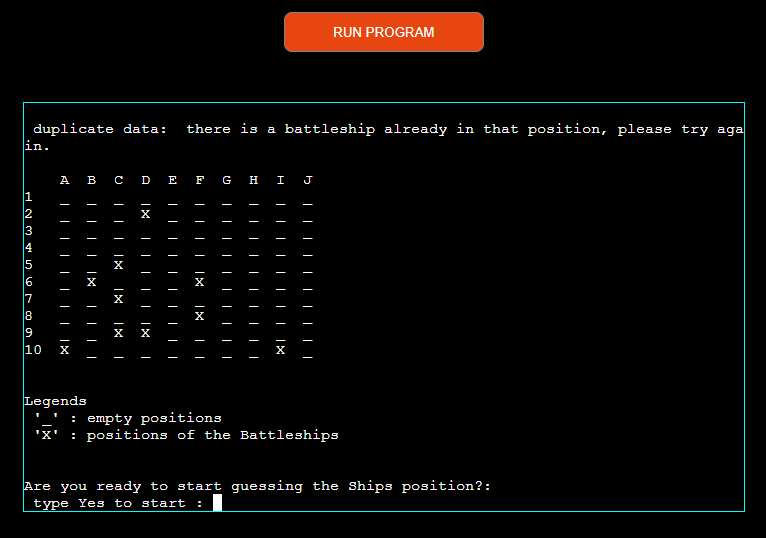 RUN PROGRAM
 duplicate data:  there is a battleship already in that position, please try aga
in.
    A  B  C  D  E  F  G  H  I  J
1   _  _  _  _  _  _  _  _  _  _
2   _  _  _  X  _  _  _  _  _  _
3   _  _  _  _  _  _  _  _  _  _
4   _  _  _  _  _  _  _  _  _  _
5   _  _  X  _  _  _  _  _  _  _
6   _  X  _  _  _  X  _  _  _  _
7   _  _  X  _  _  _  _  _  _  _
8   _  _  _  _  _  X  _  _  _  _
9   _  _  X  X  _  _  _  _  _  _
10  X  _  _  _  _  _  _  _  X  _
Legends
 '_' : empty positions
 'X' : positions of the Battleships
Are you ready to start guessing the Ships position?:
 type Yes to start :